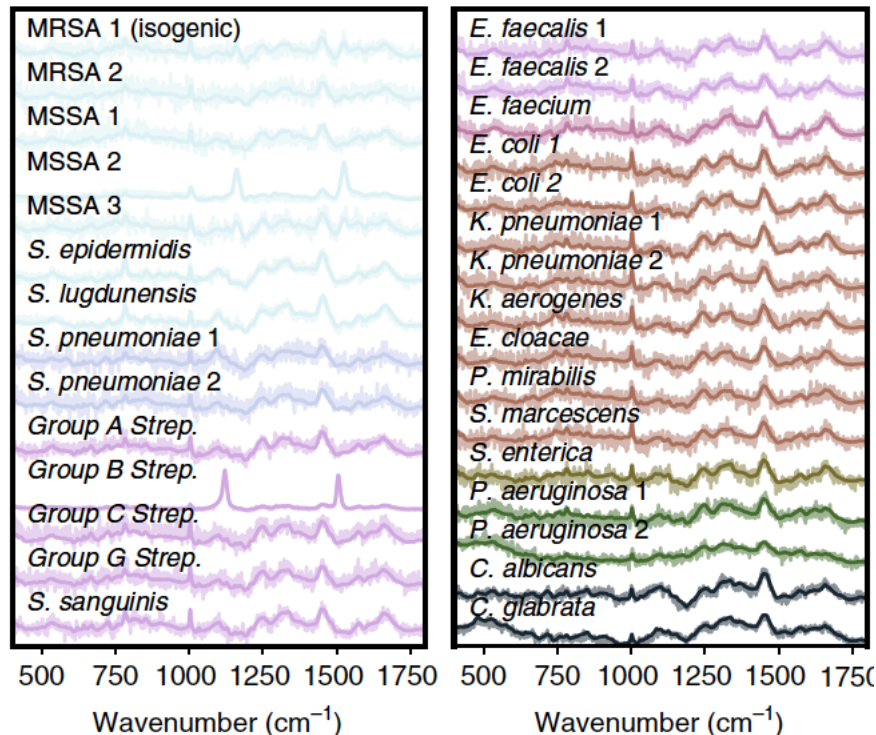 MRSA 1 (isogenic)
MRSA 2
MSSA 1
MSSA 2
MSSA 3
S. epidermidis
S. lugdunensis
S. pneumoniae 1
S. pneumoniae 2
Group A Strep.
Group B Strep.
Group C Strep.
Group G Strep.
S. sanguinis
500 750 1000 1250 1500 1750
Wavenumber (cm⁻¹)
E. faecalis 1
E. faecalis 2
E. faecium
E. coli 1
E. coli 2
K. pneumoniae 1
K. pneumoniae 2
K. aerogenes
E. cloacae
P. mirabilis
S. marcescens
S. enterica
P. aeruginosa 1
P. aeruginosa 2
C. albicans
C. glabrata
500 750 1000 1250 1500 1750
Wavenumber (cm⁻¹)